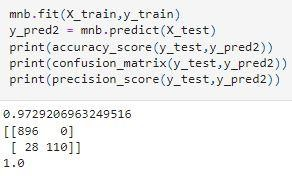 mnb.fit(X_train,y_train)
y_pred2 = mnb.predict(X_test)
print(accuracy_score(y_test,y_pred2))
print(confusion_matrix(y_test,y_pred2))
print(precision_score(y_test,y_pred2))
0.9729206963249516
[[896   0]
 [ 28 110]]
1.0